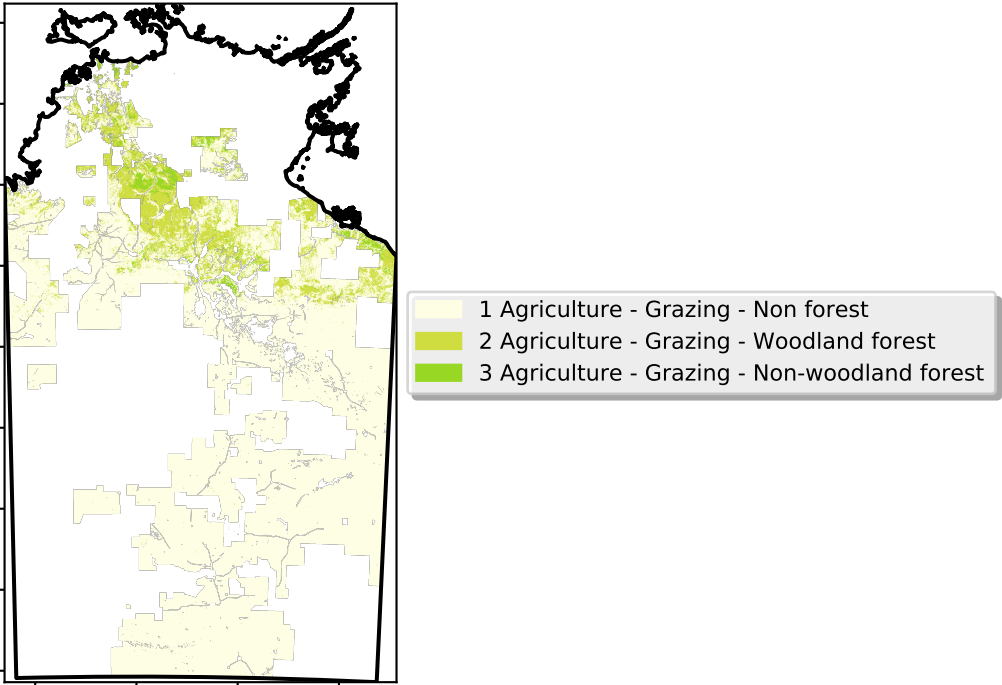 1 Agriculture - Grazing - Non forest
2 Agriculture - Grazing - Woodland forest
3 Agriculture - Grazing - Non-woodland forest